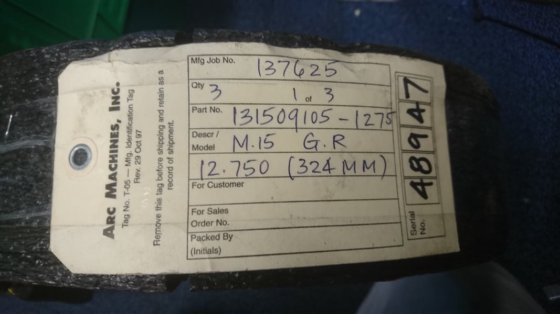 ARC MACHINES, INC.
Tag No. T-05 — Mfg. Identification Tag
Rev. 29 Oct 97
Remove this tag before shipping and retain as a
record of shipment.
Mfg Job No. 137625
Qty 3 1 of 3
Part No. 131509105-1275
Descr / Model M.15 G.R
12.750 (324 MM)
For Customer
For Sales
Order No.
Packed By
(Initials)
Serial No. 48947